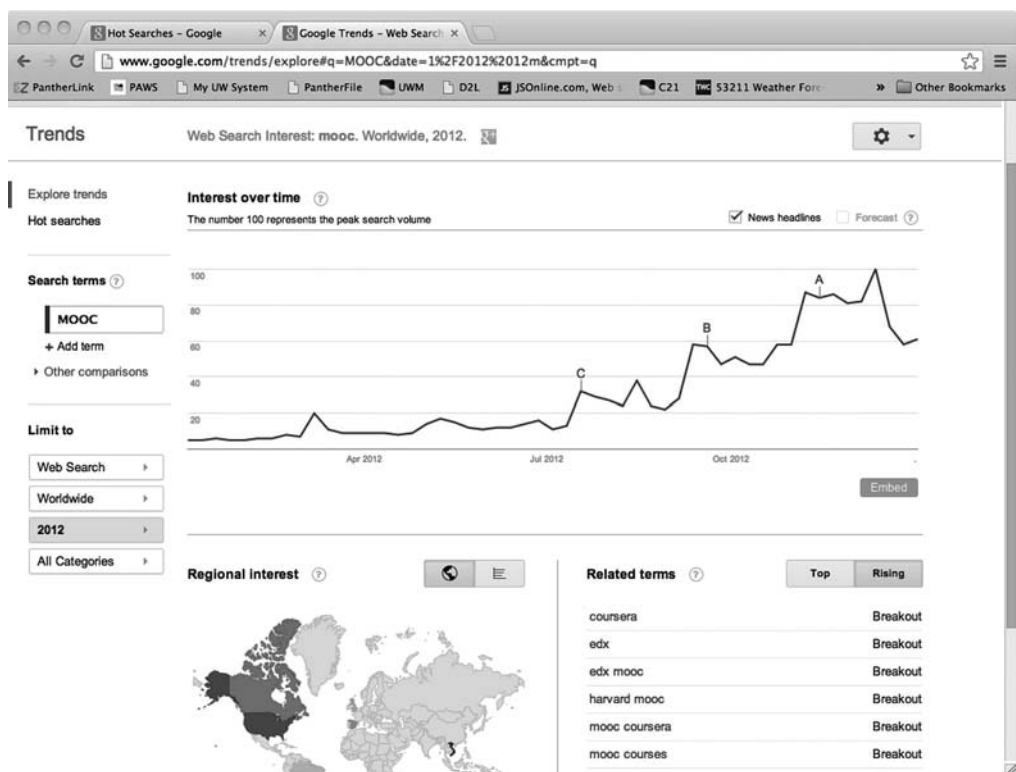 Hot Searches – Google
Google Trends – Web Search
www.google.com/trends/explore#q=MOOC&date=1%2F2012%2012m&cmpt=q
EZ PantherLink
PAWS
My UW System
PantherFile
UWM
D2L
JSOnline.com, Web
C21
TWC 53211 Weather Fore
»
Other Bookmarks
Trends
Web Search Interest: mooc. Worldwide, 2012.
Explore trends
Hot searches
Search terms ?
MOOC
+ Add term
Other comparisons
Limit to
Web Search
Worldwide
2012
All Categories
Interest over time ?
The number 100 represents the peak search volume
News headlines
Forecast ?
100
80
60
40
20
A
B
C
Apr 2012
Jul 2012
Oct 2012
Embed
Regional interest ?
Related terms ?
Top
Rising
coursera Breakout
edx Breakout
edx mooc Breakout
harvard mooc Breakout
mooc coursera Breakout
mooc courses Breakout